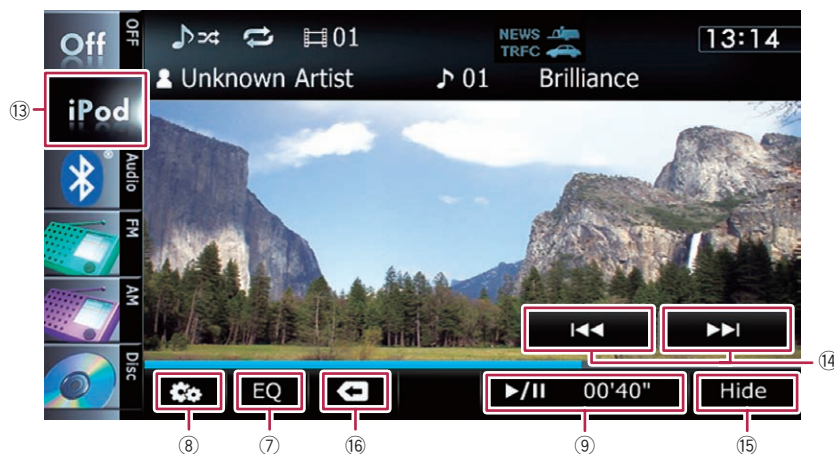 Off
OFF
01
NEWS
TRFC
13:14
Unknown Artist
01
Brilliance
⑬
iPod
Audio
FM
AM
Disc
⑭
EQ
00'40"
Hide
⑧
⑦
⑯
⑨
⑮